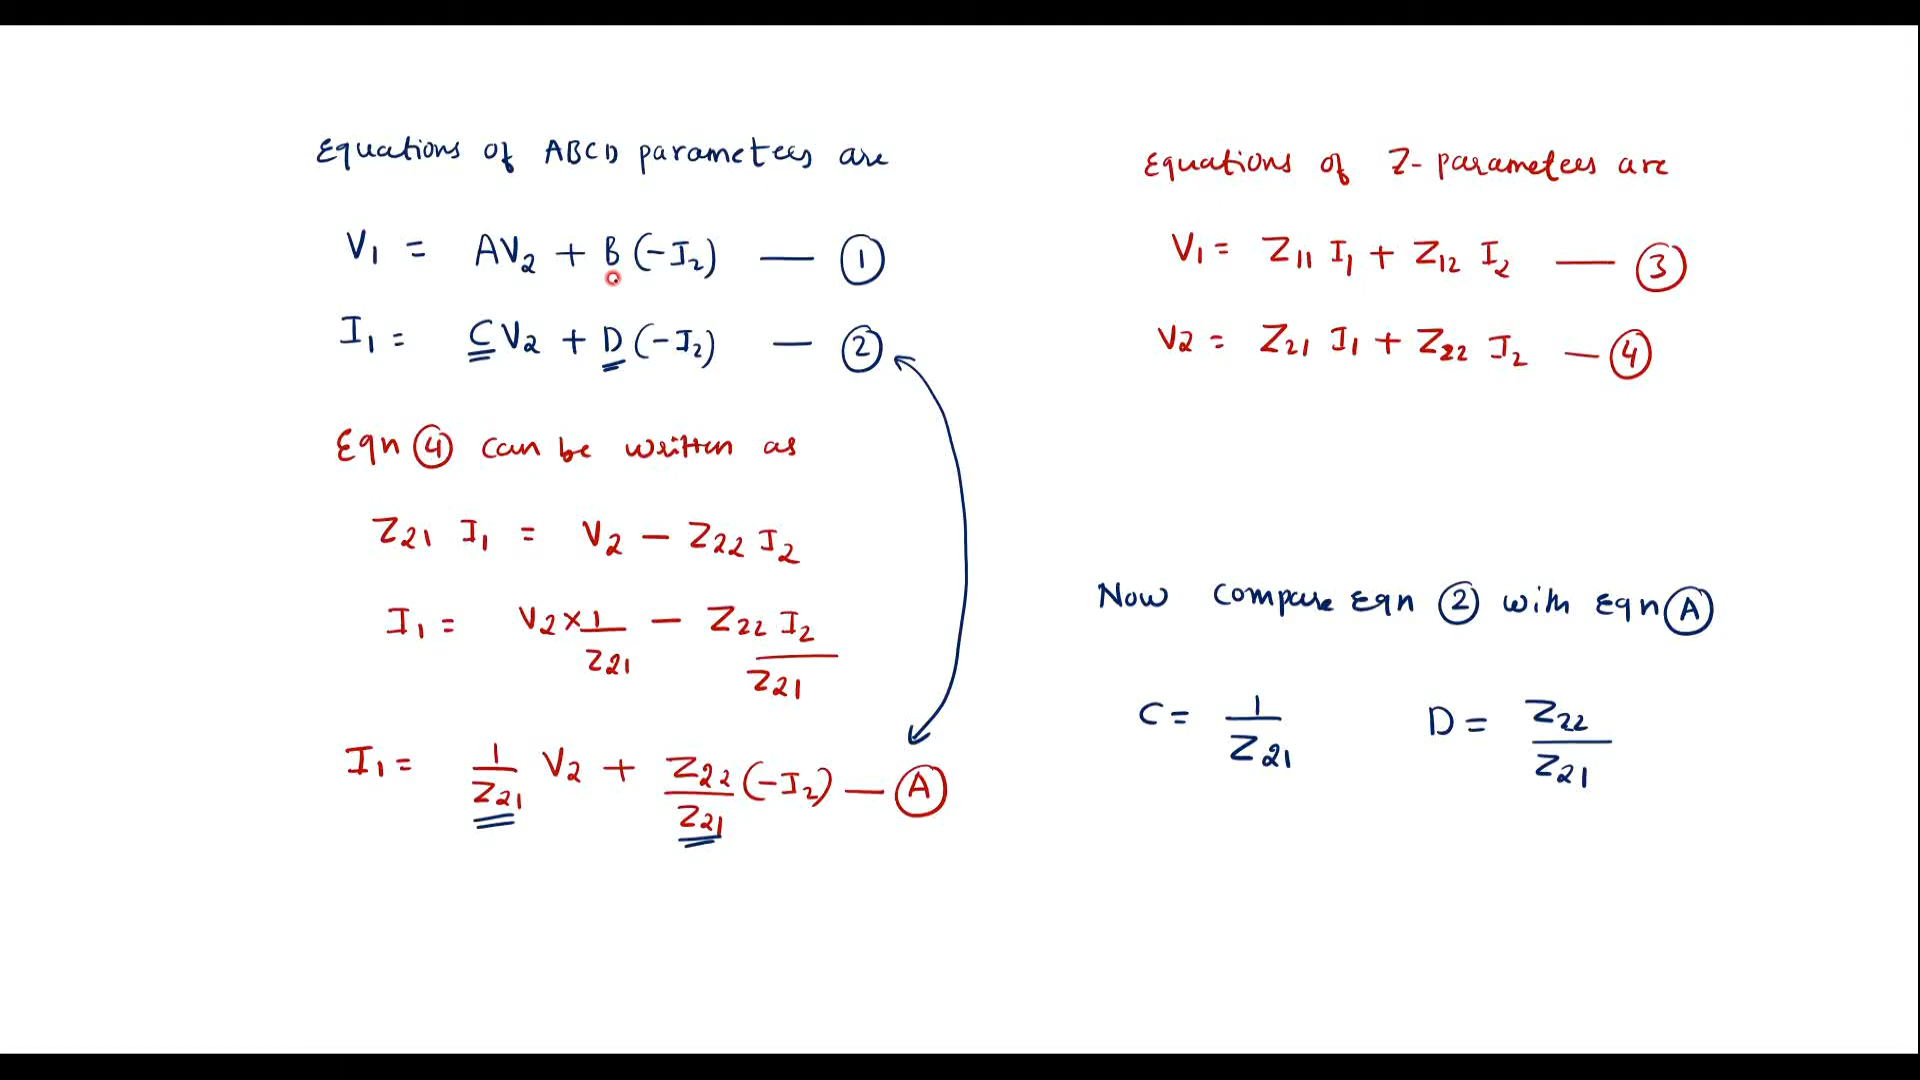 Equations of ABCD parameters are
V1 = AV2 + B(-I2) — ①
I1 = CV2 + D(-I2) — ②
Eqn ④ can be written as
Z21 I1 = V2 - Z22 I2
I1 = V2 × 1/Z21 - Z22 I2/Z21
I1 = 1/Z21 V2 + Z22/Z21 (-I2) — Ⓐ
Equations of Z-parameters are
V1 = Z11 I1 + Z12 I2 — ③
V2 = Z21 I1 + Z22 I2 — ④
Now compare eqn ② with eqn Ⓐ
C = 1/Z21 D = Z22/Z21